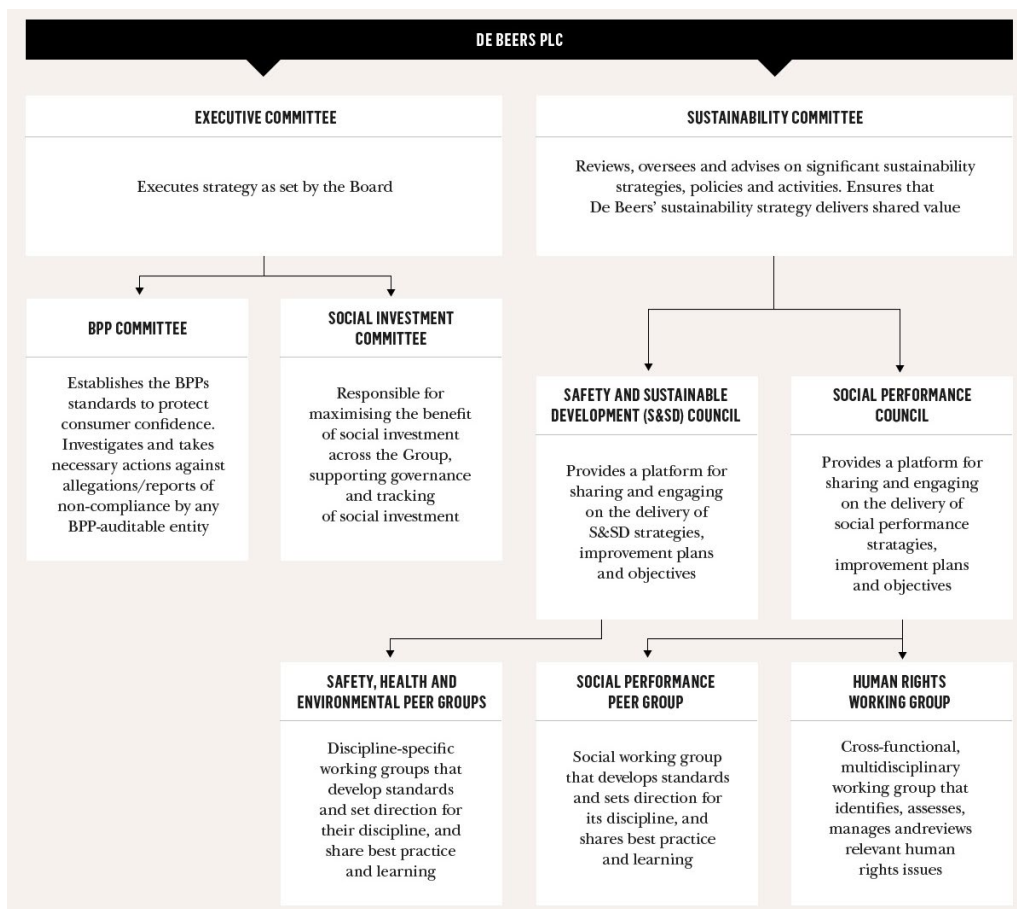 DE BEERS PLC
EXECUTIVE COMMITTEE
Executes strategy as set by the Board
SUSTAINABILITY COMMITTEE
Reviews, oversees and advises on significant sustainability
strategies, policies and activities. Ensures that
De Beers’ sustainability strategy delivers shared value
BPP COMMITTEE
Establishes the BPPs
standards to protect
consumer confidence.
Investigates and takes
necessary actions against
allegations/reports of
non-compliance by any
BPP-auditable entity
SOCIAL INVESTMENT
COMMITTEE
Responsible for
maximising the benefit
of social investment
across the Group,
supporting governance
and tracking
of social investment
SAFETY AND SUSTAINABLE
DEVELOPMENT (S&SD) COUNCIL
Provides a platform for
sharing and engaging
on the delivery of
S&SD strategies,
improvement plans
and objectives
SOCIAL PERFORMANCE
COUNCIL
Provides a platform for
sharing and engaging
on the delivery of
social performance
stratagies,
improvement plans
and objectives
SAFETY, HEALTH AND
ENVIRONMENTAL PEER GROUPS
Discipline-specific
working groups that
develop standards
and set direction for
their discipline, and
share best practice
and learning
SOCIAL PERFORMANCE
PEER GROUP
Social working group
that develops standards
and sets direction for
its discipline, and
shares best practice
and learning
HUMAN RIGHTS
WORKING GROUP
Cross-functional,
multidisciplinary
working group that
identifies, assesses,
manages andreviews
relevant human
rights issues